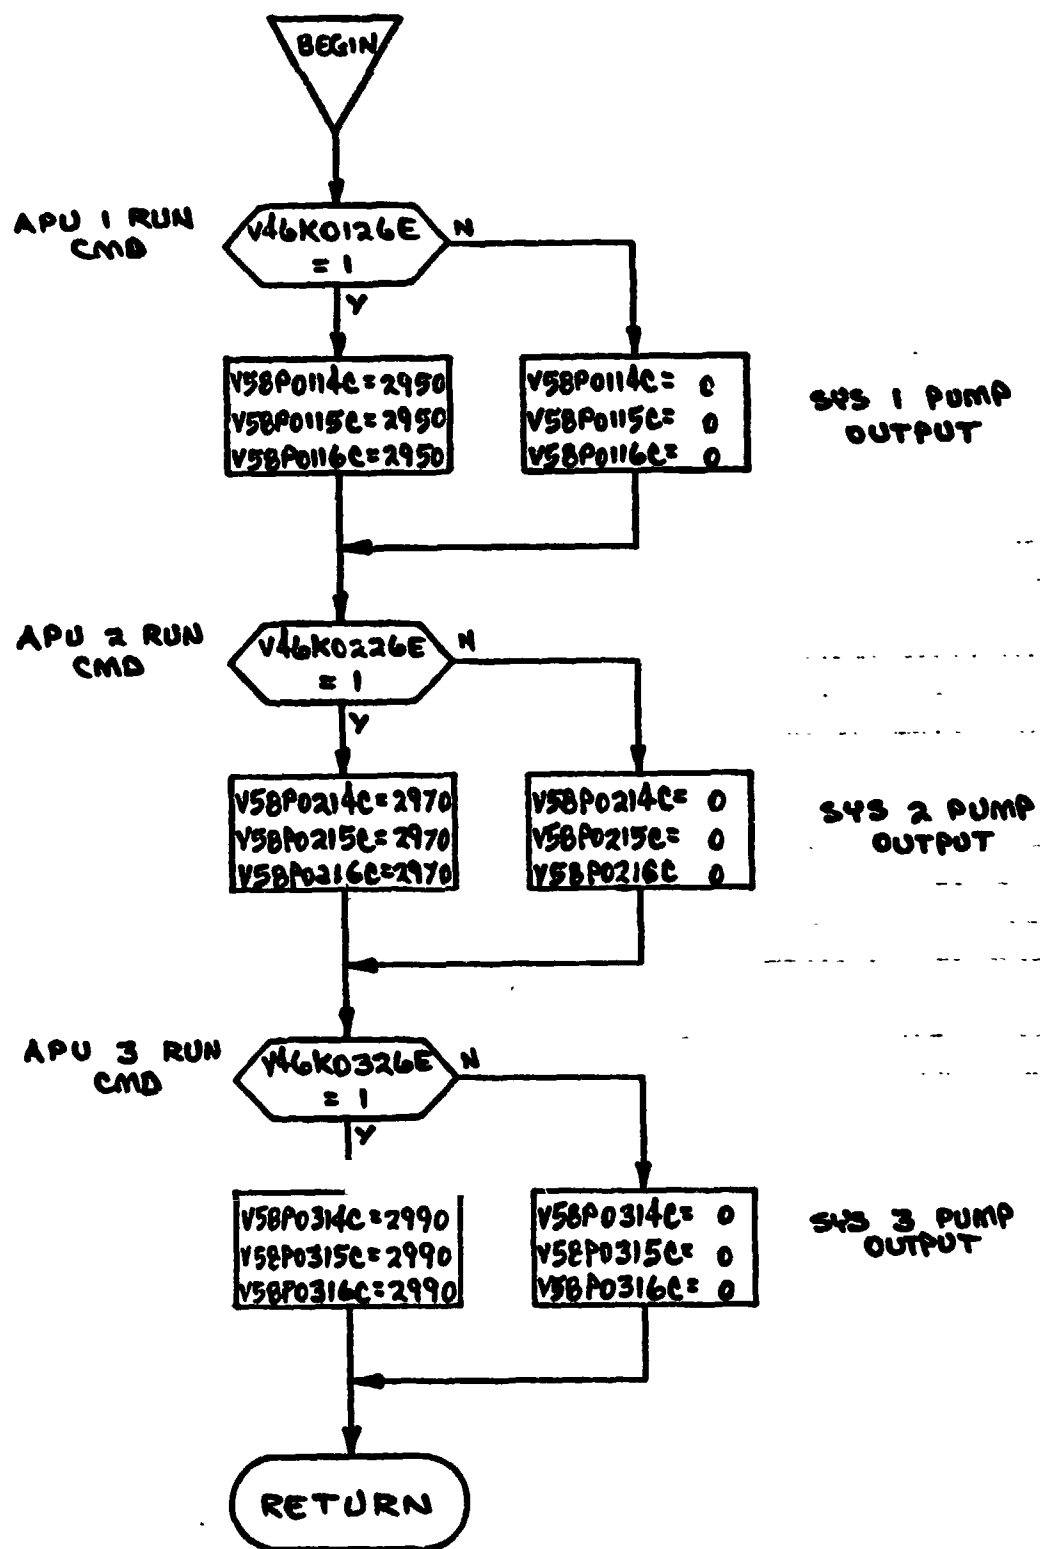 BEGIN
APU 1 RUN
CMD
V46K0126E
= 1
N
Y
V58P0114C=2950
V58P0115C=2950
V58P0116C=2950
V58P0114C= 0
V58P0115C= 0
V58P0116C= 0
SYS 1 PUMP
OUTPUT
APU 2 RUN
CMD
V46K0226E
= 1
N
Y
V58P0214C=2970
V58P0215C=2970
V58P0216C=2970
V58P0214C= 0
V58P0215C= 0
V58P0216C 0
SYS 2 PUMP
OUTPUT
APU 3 RUN
CMD
V46K0326E
= 1
N
Y
V58P0314C=2990
V58P0315C=2990
V58P0316C=2990
V58P0314C= 0
V58P0315C= 0
V58P0316C= 0
SYS 3 PUMP
OUTPUT
RETURN